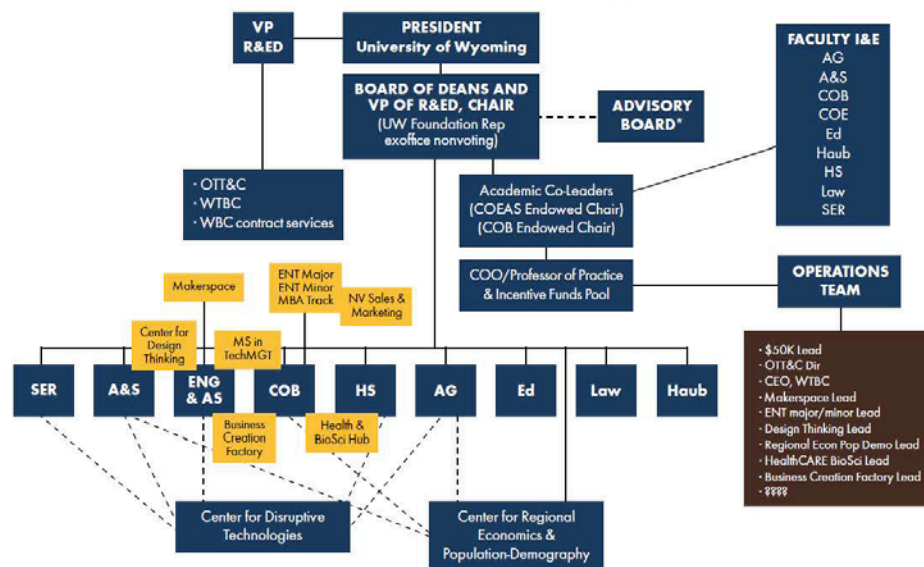 VP
R&ED
PRESIDENT
University of Wyoming
FACULTY I&E
AG
A&S
COB
COE
Ed
Haub
HS
Law
SER
BOARD OF DEANS AND
VP OF R&ED, CHAIR
(UW Foundation Rep
exoffice nonvoting)
ADVISORY
BOARD*
· OTT&C
· WTBC
· WBC contract services
Academic Co-Leaders
(COEAS Endowed Chair)
(COB Endowed Chair)
COO/Professor of Practice
& Incentive Funds Pool
OPERATIONS
TEAM
Makerspace
ENT Major
ENT Minor
MBA Track
NV Sales &
Marketing
Center for
Design
Thinking
MS in
TechMGT
SER
A&S
ENG
& AS
COB
HS
AG
Ed
Law
Haub
Business
Creation
Factory
Health &
BioSci Hub
· $50K Lead
· OTT&C Dir
· CEO, WTBC
· Makerspace Lead
· ENT major/minor Lead
· Design Thinking Lead
· Regional Econ Pop Demo Lead
· HealthCARE BioSci Lead
· Business Creation Factory Lead
· ????
Center for Disruptive
Technologies
Center for Regional
Economics &
Population-Demography